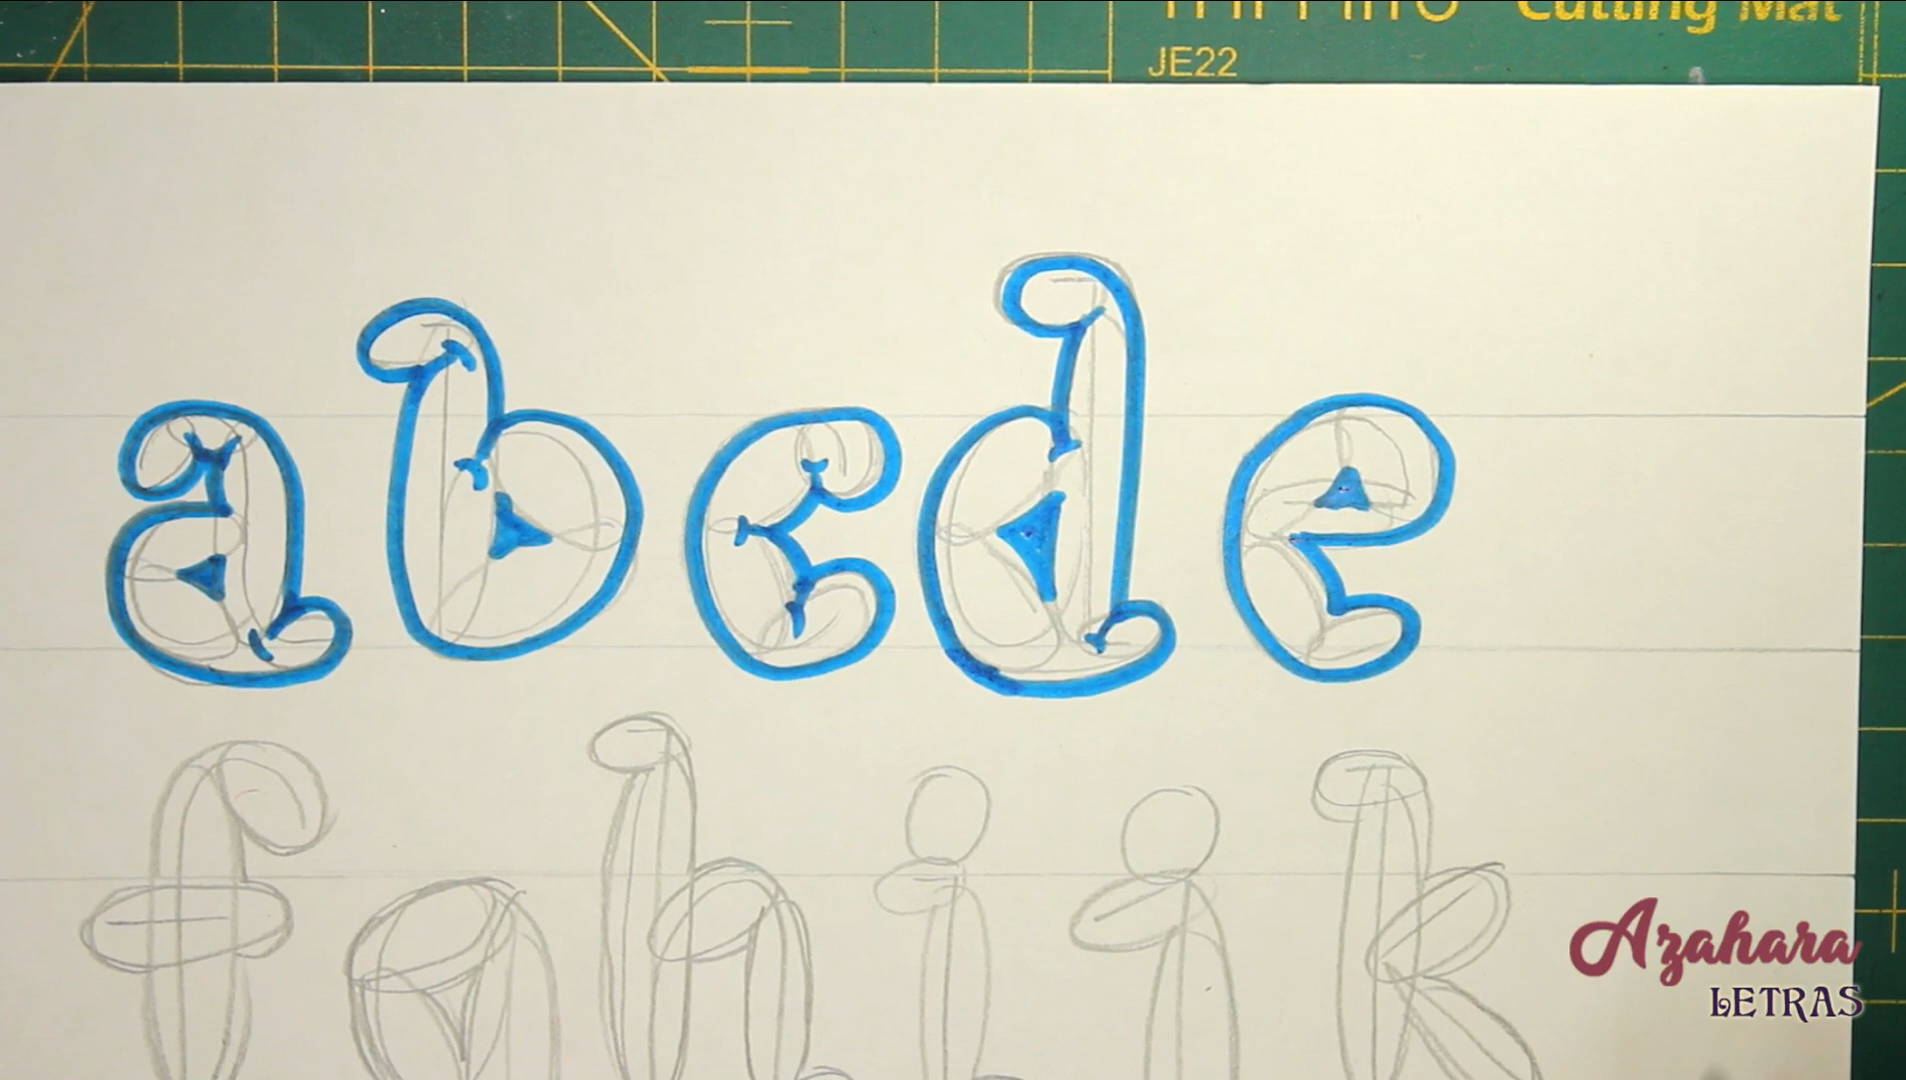 Cutting Mat
JE22
abcde
fghijk
Azahara
LETRAS